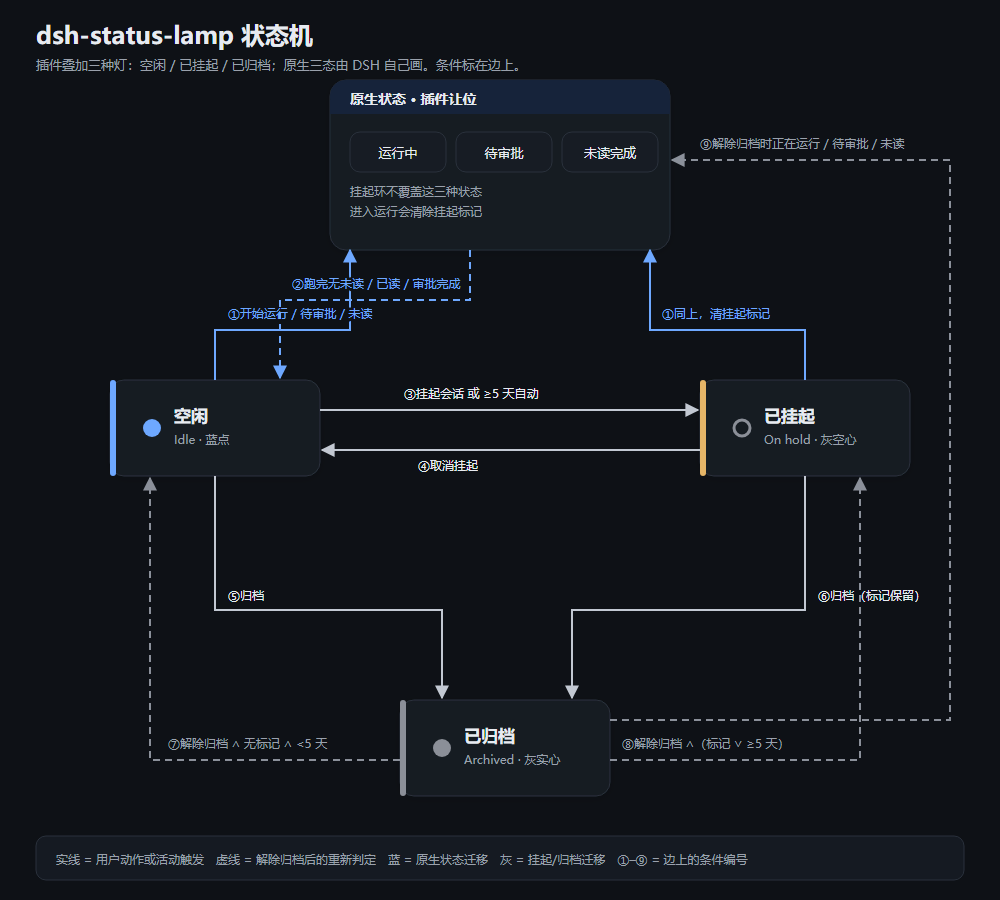 dsh-status-lamp 状态机
插件叠加三种灯：空闲 / 已挂起 / 已归档；原生三态由 DSH 自己画。条件标在边上。
原生状态 • 插件让位
运行中
待审批
未读完成
挂起环不覆盖这三种状态
进入运行会清除挂起标记
⑨解除归档时正在运行 / 待审批 / 未读
②跑完无未读 / 已读 / 审批完成
①开始运行 / 待审批 / 未读
①同上，清挂起标记
空闲
Idle · 蓝点
③挂起会话 或 ≥5 天自动
④取消挂起
已挂起
On hold · 灰空心
⑤归档
⑥归档（标记保留）
⑦解除归档 ∧ 无标记 ∧ <5 天
已归档
Archived · 灰实心
⑧解除归档 ∧（标记 ∨ ≥5 天）
实线 = 用户动作或活动触发 虚线 = 解除归档后的重新判定 蓝 = 原生状态迁移 灰 = 挂起/归档迁移 ①–⑨ = 边上的条件编号